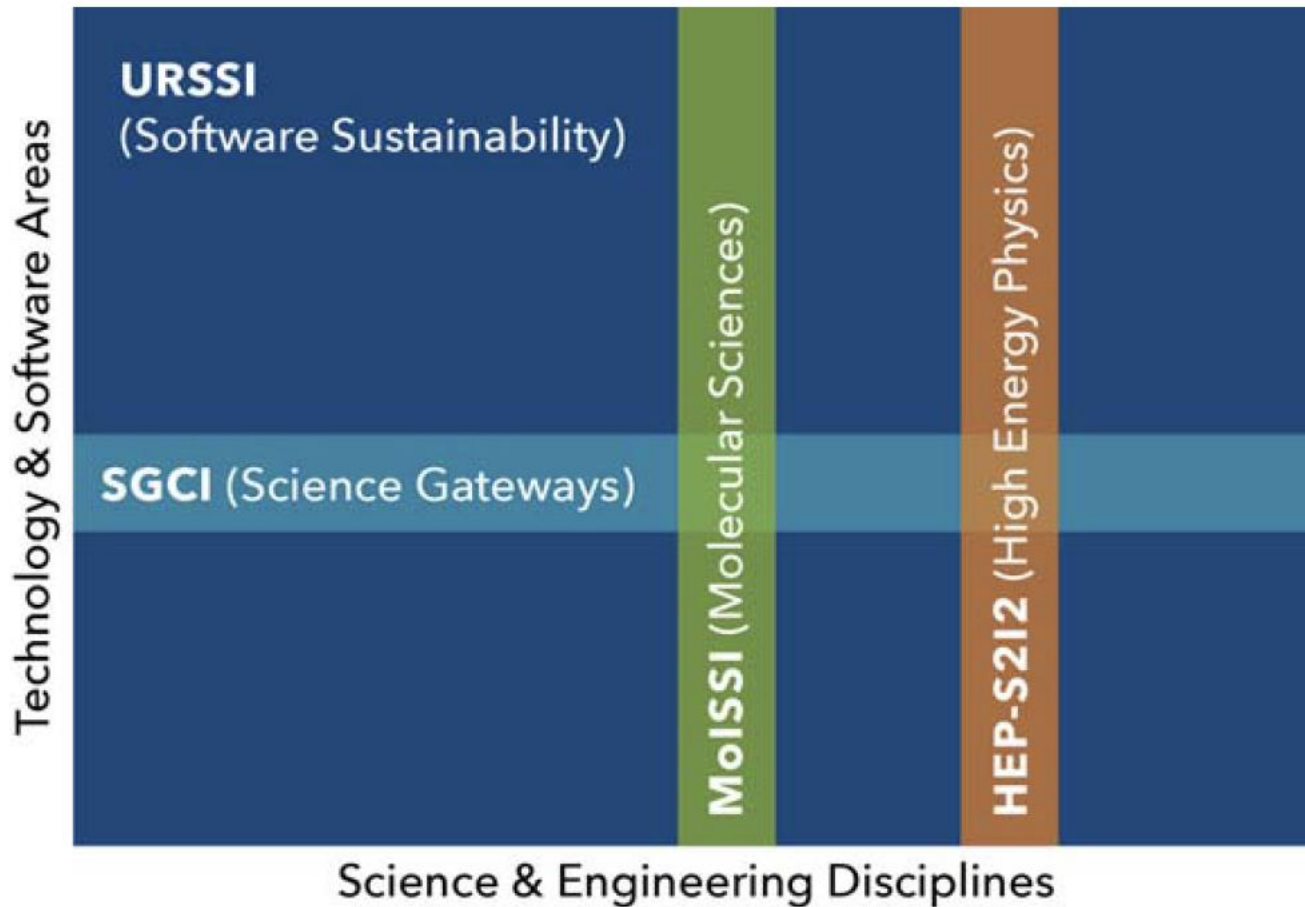 Technology & Software Areas
URSSI
(Software Sustainability)
SGCI (Science Gateways)
MolSSI (Molecular Sciences)
HEP-S2I2 (High Energy Physics)
Science & Engineering Disciplines